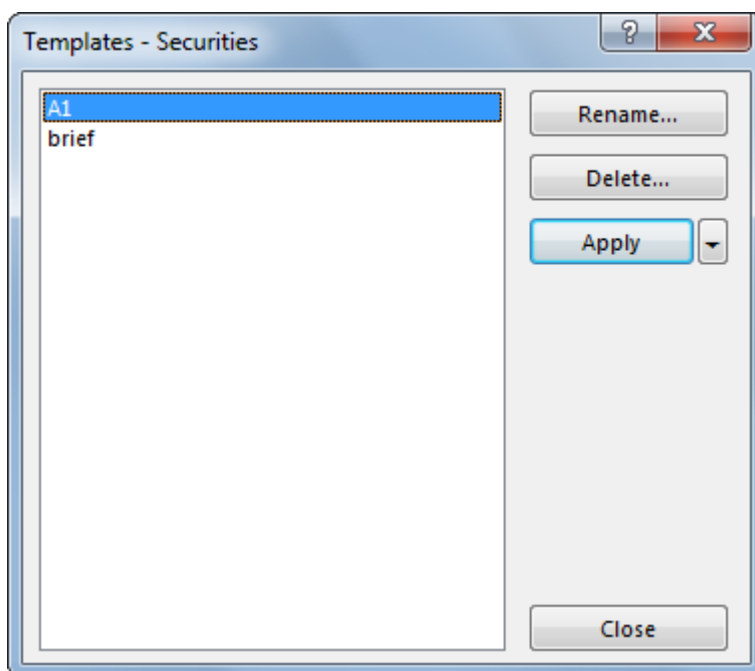 Templates - Securities
?
A1
brief
Rename...
Delete...
Apply
Close